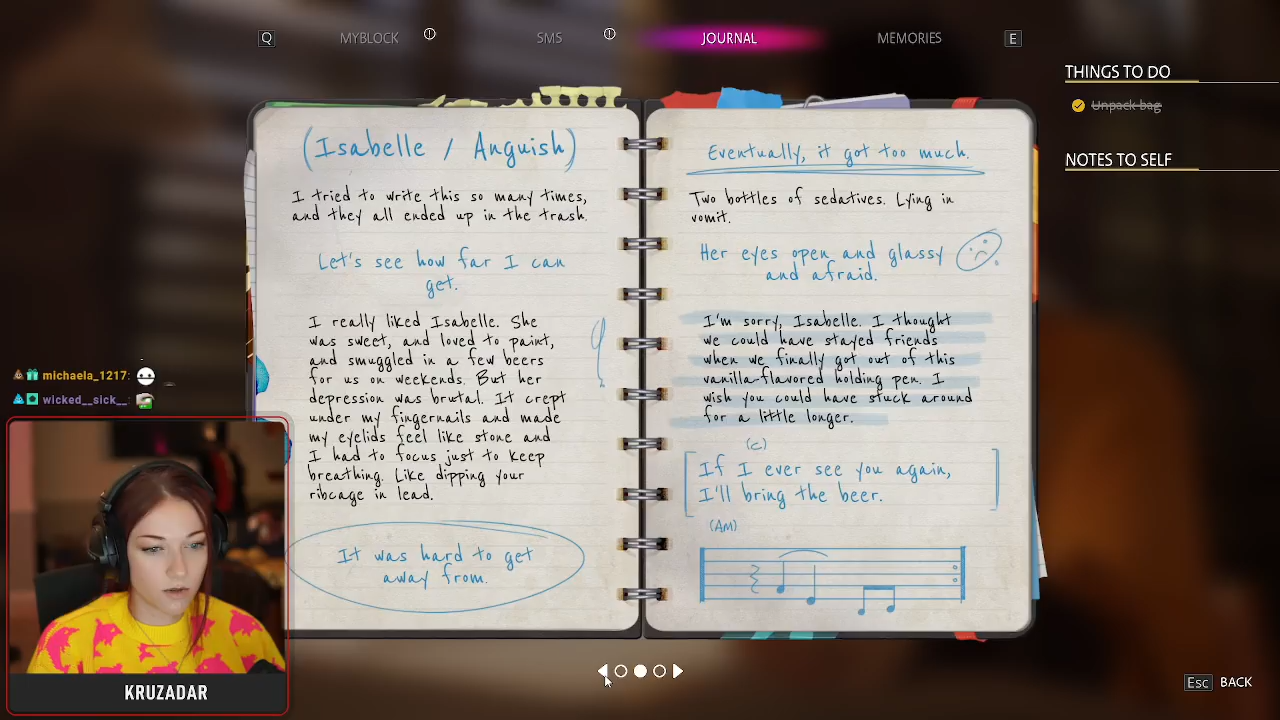 Q
MYBLOCK
SMS
JOURNAL
MEMORIES
E
THINGS TO DO
Unpack bag
NOTES TO SELF
(Isabelle / Anguish)
I tried to write this so many times,
and they all ended up in the trash.
Let's see how far I can
get.
I really liked Isabelle. She
was sweet, and loved to paint,
and smuggled in a few beers
for us on weekends. But her
depression was brutal. It crept
under my fingernails and made
my eyelids feel like stone and
I had to focus just to keep
breathing. Like dipping your
ribcage in lead.
It was hard to get
away from.
Eventually, it got too much.
Two bottles of sedatives. Lying in
vomit.
Her eyes open and glassy
and afraid.
I'm sorry, Isabelle. I thought
we could have stayed friends
when we finally got out of this
vanilla-flavored holding pen. I
wish you could have stuck around
for a little longer.
(C)
If I ever see you again,
I'll bring the beer.
(AM)
michaela_1217:
wicked__sick__:
KRUZADAR
Esc BACK